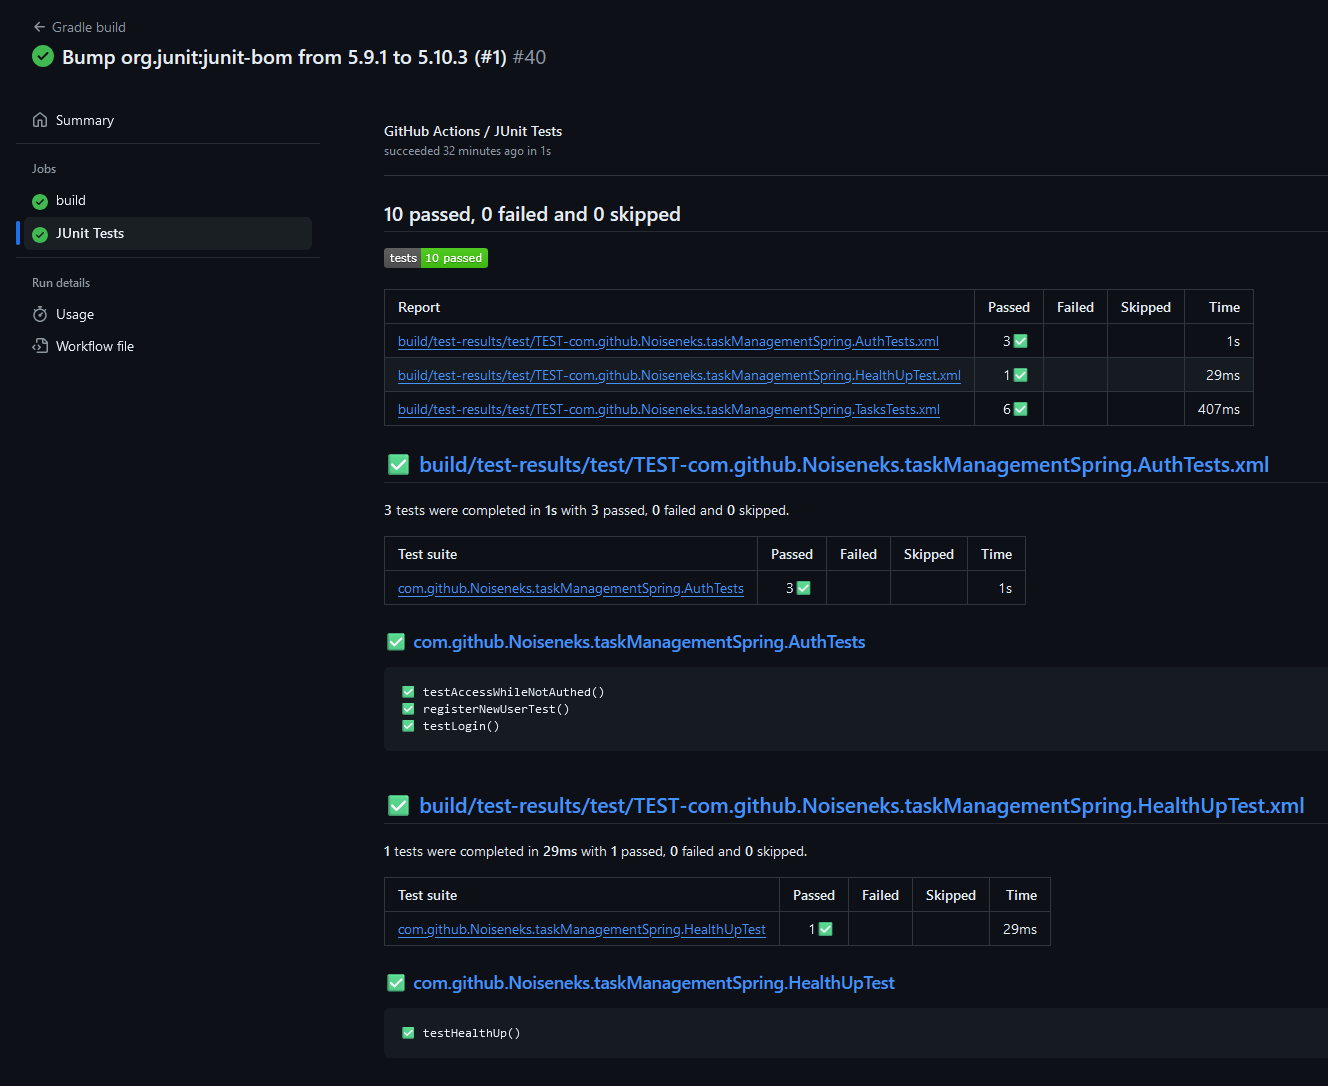 ← Gradle build
Bump org.junit:junit-bom from 5.9.1 to 5.10.3 (#1) #40
Summary
Jobs
build
JUnit Tests
Run details
Usage
Workflow file
GitHub Actions / JUnit Tests
succeeded 32 minutes ago in 1s
10 passed, 0 failed and 0 skipped
tests 10 passed
Report Passed Failed Skipped Time
build/test-results/test/TEST-com.github.Noiseneks.taskManagementSpring.AuthTests.xml 3✅ 1s
build/test-results/test/TEST-com.github.Noiseneks.taskManagementSpring.HealthUpTest.xml 1✅ 29ms
build/test-results/test/TEST-com.github.Noiseneks.taskManagementSpring.TasksTests.xml 6✅ 407ms
✅ build/test-results/test/TEST-com.github.Noiseneks.taskManagementSpring.AuthTests.xml
3 tests were completed in 1s with 3 passed, 0 failed and 0 skipped.
Test suite Passed Failed Skipped Time
com.github.Noiseneks.taskManagementSpring.AuthTests 3✅ 1s
✅ com.github.Noiseneks.taskManagementSpring.AuthTests
✅ testAccessWhileNotAuthed()
✅ registerNewUserTest()
✅ testLogin()
✅ build/test-results/test/TEST-com.github.Noiseneks.taskManagementSpring.HealthUpTest.xml
1 tests were completed in 29ms with 1 passed, 0 failed and 0 skipped.
Test suite Passed Failed Skipped Time
com.github.Noiseneks.taskManagementSpring.HealthUpTest 1✅ 29ms
✅ com.github.Noiseneks.taskManagementSpring.HealthUpTest
✅ testHealthUp()